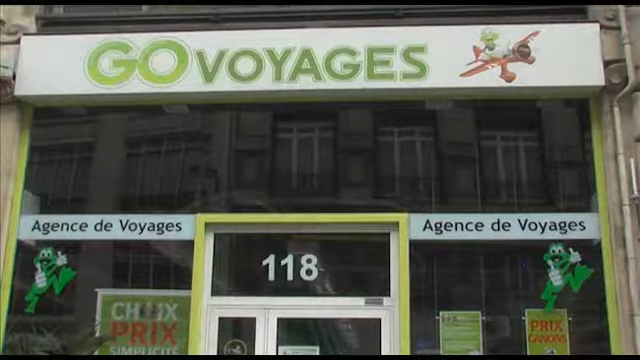 GO VOYAGES
Agence de Voyages
Agence de Voyages
118
CHOIX
PRIX
SIMPLICITÉ
PRIX
CANONS